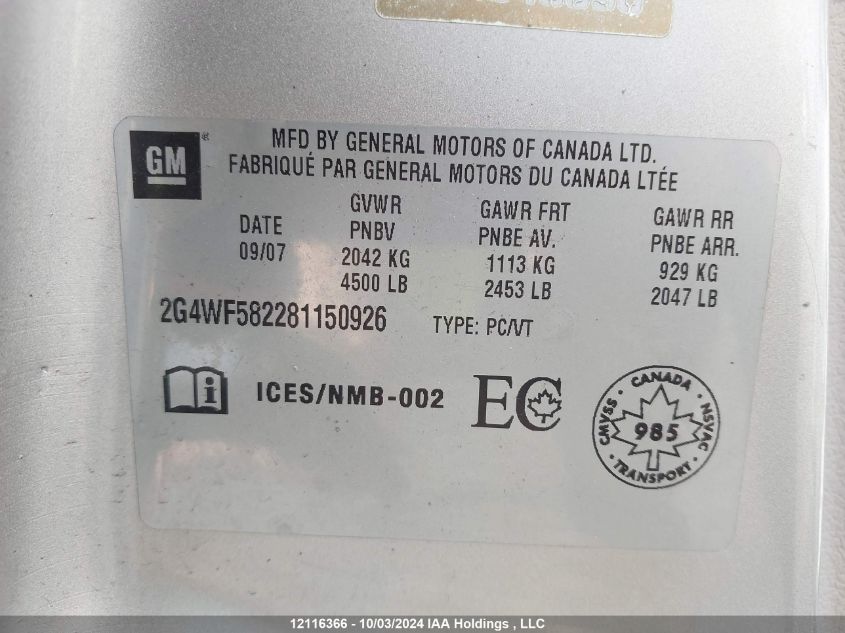 GM
MFD BY GENERAL MOTORS OF CANADA LTD.
FABRIQUÉ PAR GENERAL MOTORS DU CANADA LTÉE
DATE
09/07
GVWR
PNBV
2042 KG
4500 LB
GAWR FRT
PNBE AV.
1113 KG
2453 LB
GAWR RR
PNBE ARR.
929 KG
2047 LB
2G4WF582281150926 TYPE: PC/VT
i ICES/NMB-002 EC
CANADA
CMVSS 985 NSVAC
TRANSPORT
12116366 - 10/03/2024 IAA Holdings , LLC